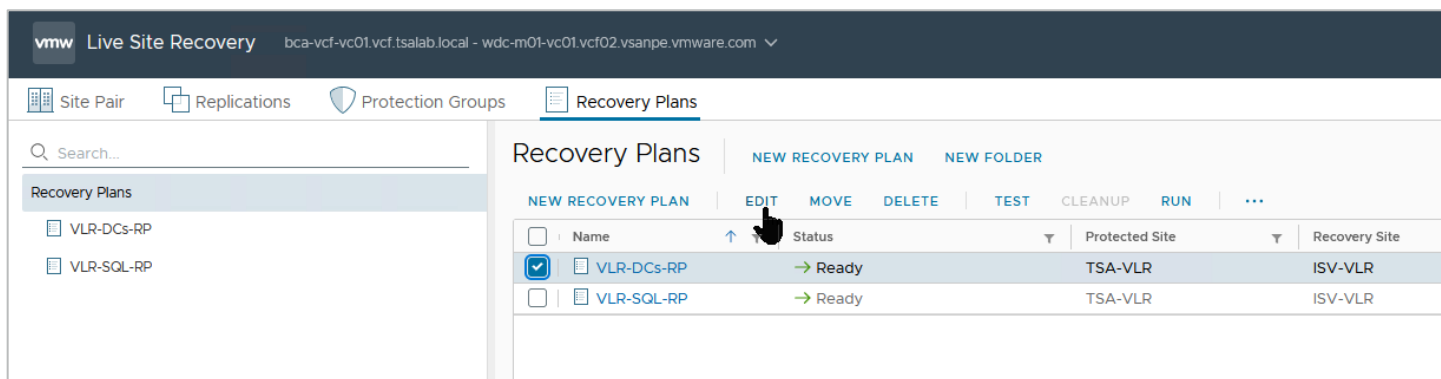 vmw Live Site Recovery bca-vcf-vc01.vcf.tsalab.local - wdc-m01-vc01.vcf02.vsanpe.vmware.com
Site Pair Replications Protection Groups Recovery Plans
Search...
Recovery Plans
VLR-DCs-RP
VLR-SQL-RP
Recovery Plans NEW RECOVERY PLAN NEW FOLDER
NEW RECOVERY PLAN EDIT MOVE DELETE TEST CLEANUP RUN ...
Name Status Protected Site Recovery Site
VLR-DCs-RP Ready TSA-VLR ISV-VLR
VLR-SQL-RP Ready TSA-VLR ISV-VLR